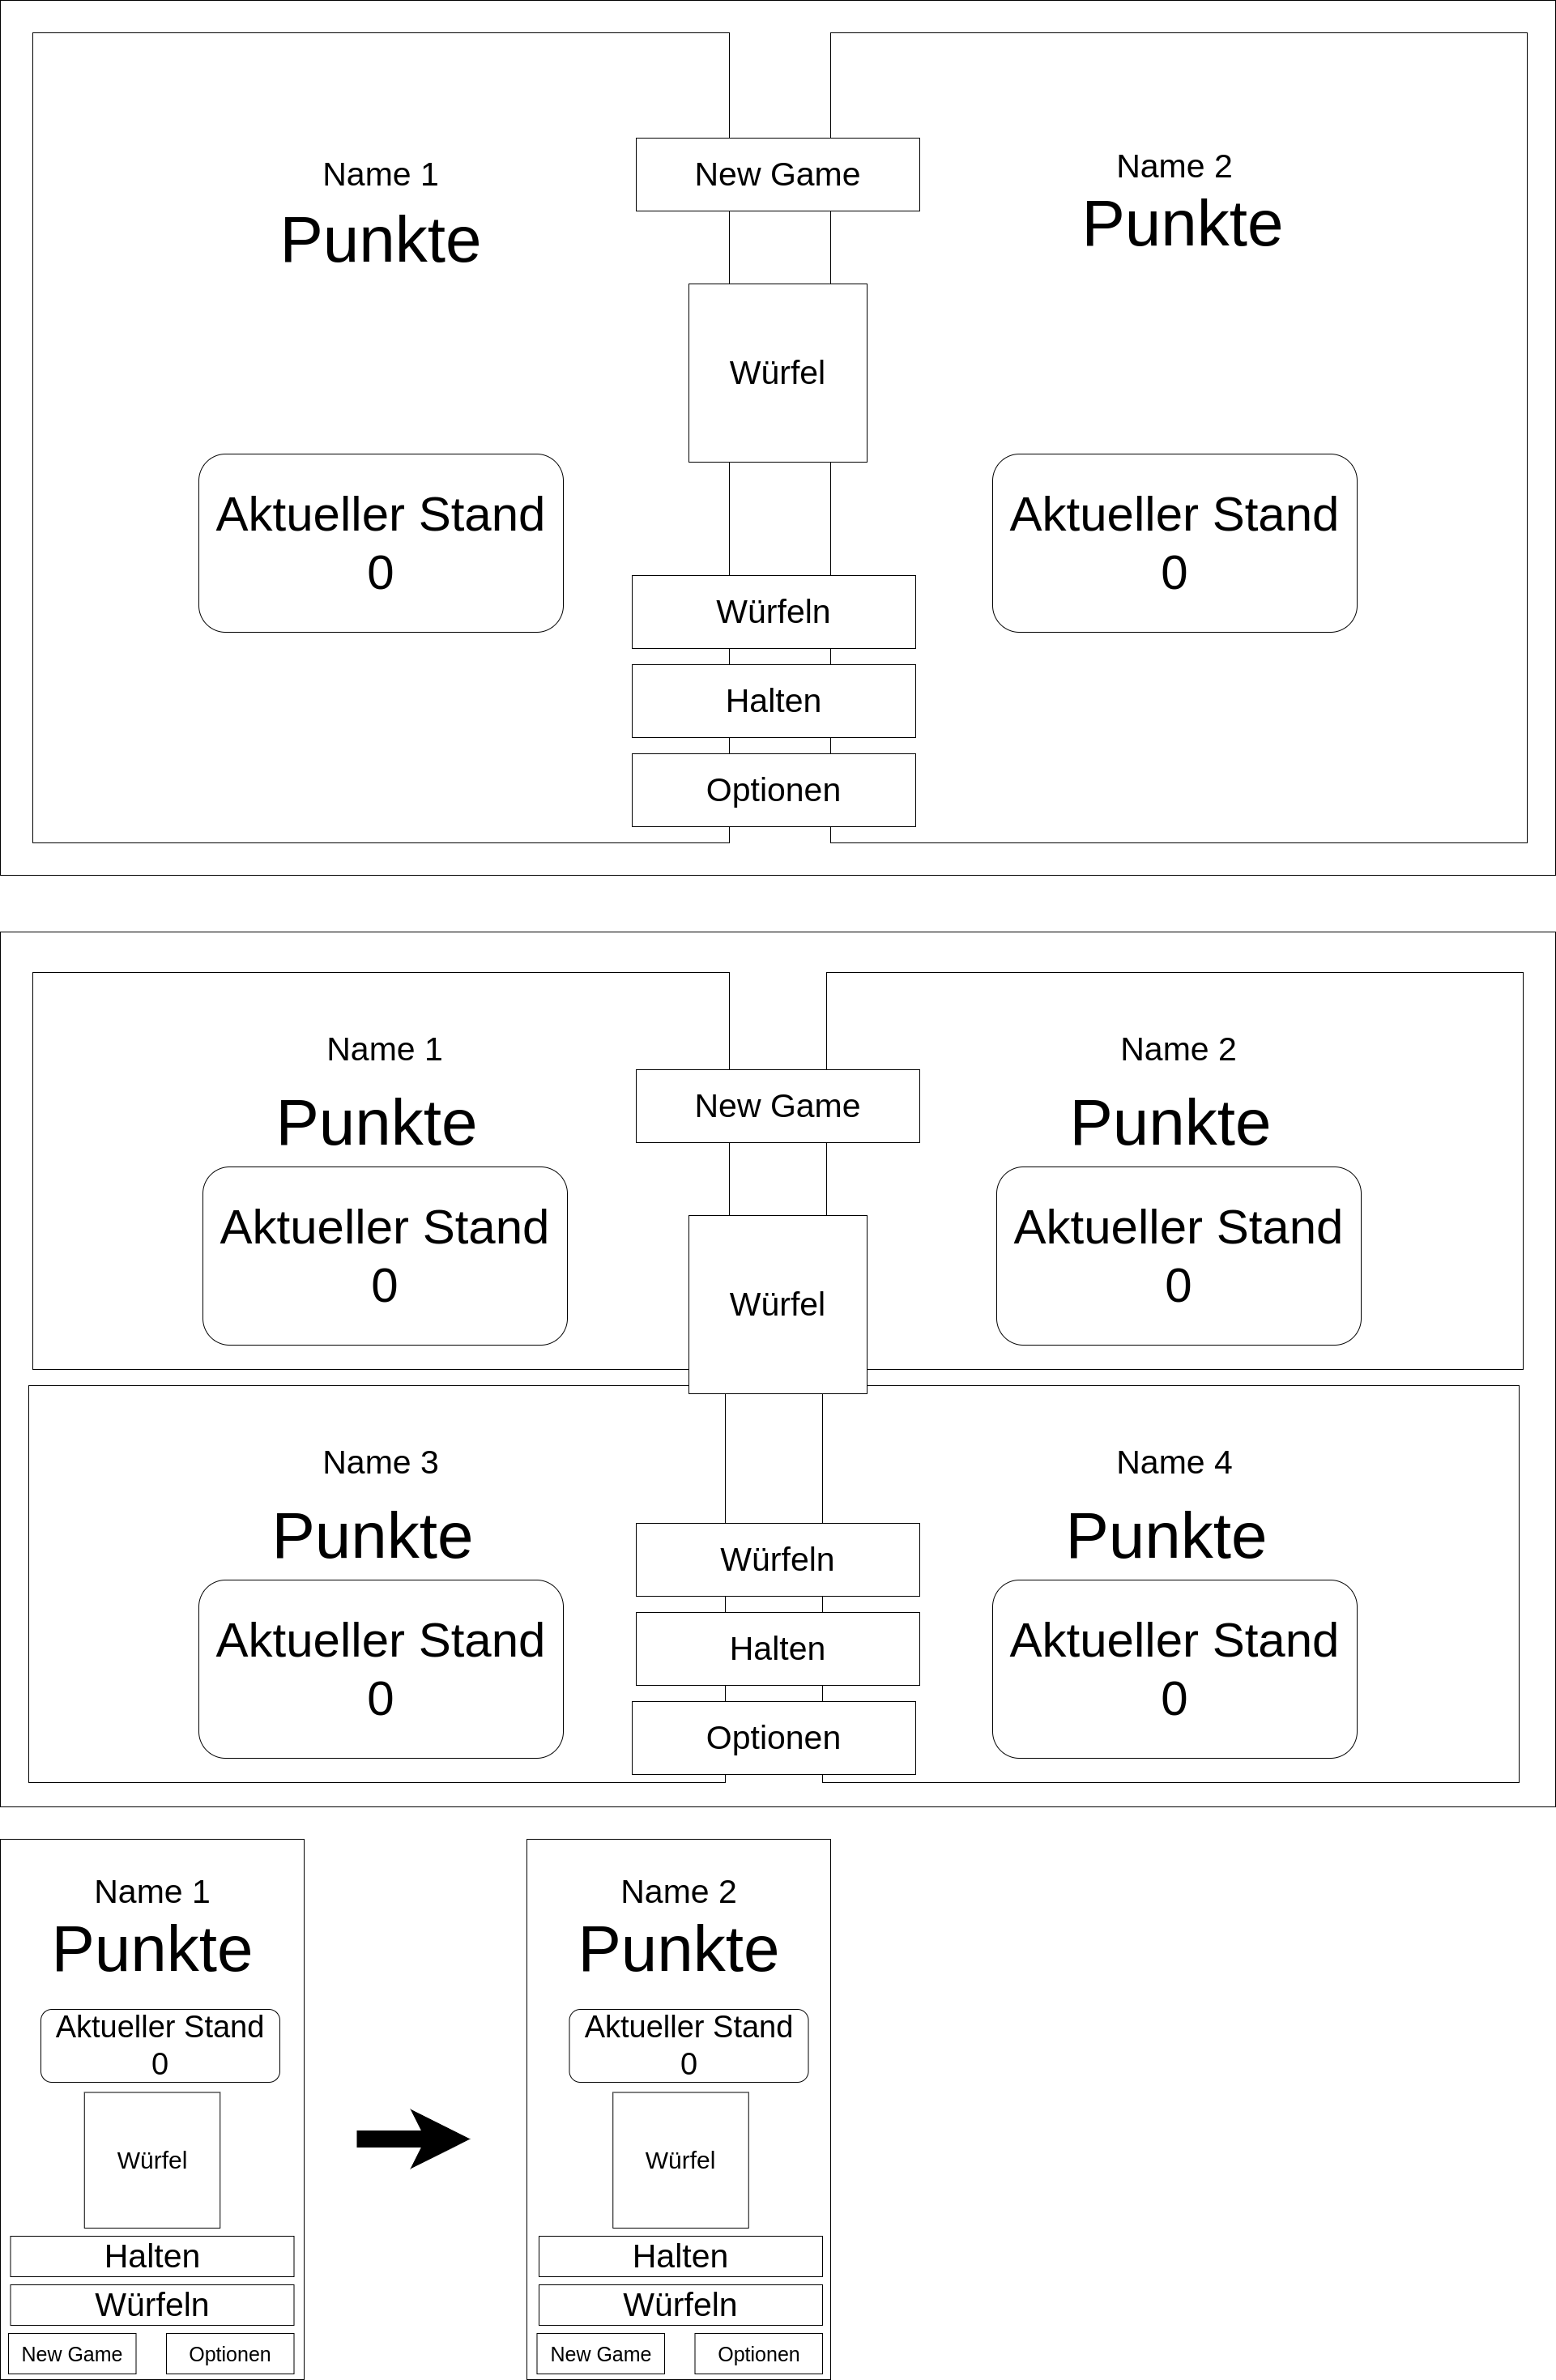 Name 1
Punkte
New Game
Name 2
Punkte
Würfel
Aktueller Stand
0
Aktueller Stand
0
Würfeln
Halten
Optionen
Name 1
Punkte
Aktueller Stand
0
New Game
Name 2
Punkte
Aktueller Stand
0
Würfel
Name 3
Punkte
Aktueller Stand
0
Name 4
Punkte
Aktueller Stand
0
Würfeln
Halten
Optionen
Name 1
Punkte
Aktueller Stand
0
Würfel
Halten
Würfeln
New Game
Optionen
Name 2
Punkte
Aktueller Stand
0
Würfel
Halten
Würfeln
New Game
Optionen